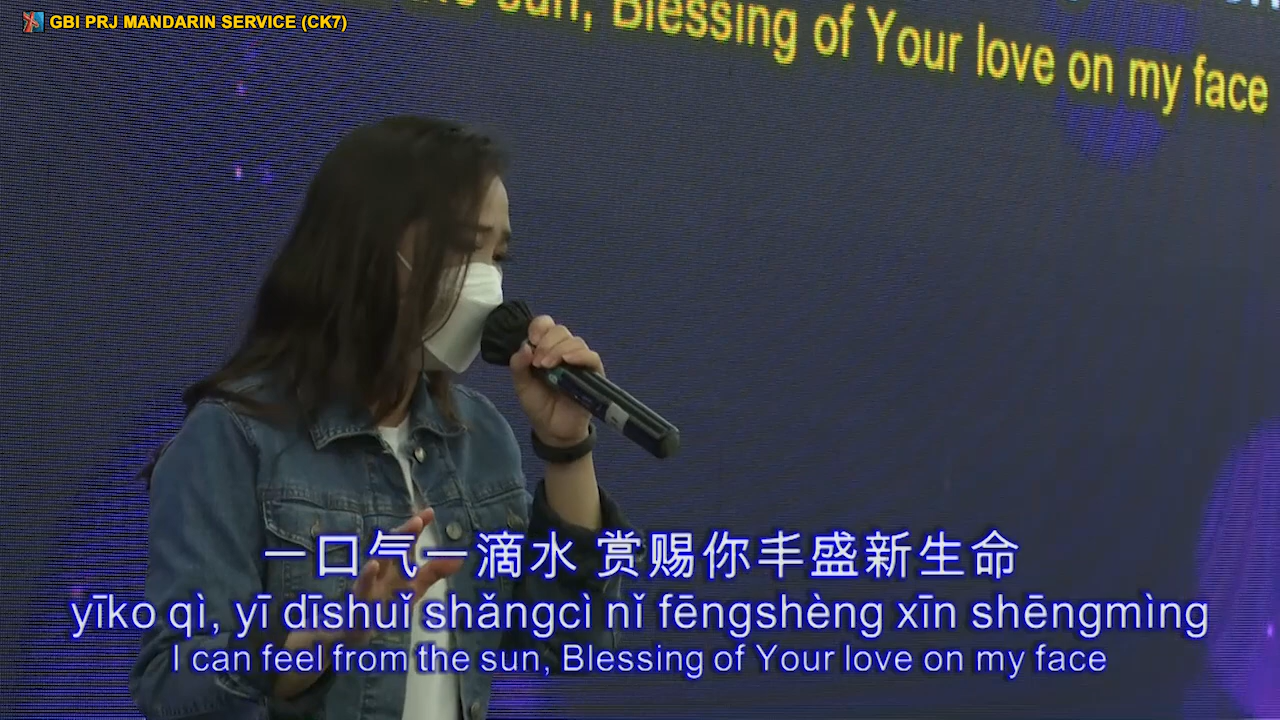 GBI PRJ MANDARIN SERVICE (CK7)
the sun, Blessing of Your love on my face
一口气一滴水 赏赐你丰盛新生命
yīko qì, yī dīshuǐ shǎngcì nǐ fēngshèng xīn shēngmìng
I can feel from the sun, Blessing of Your love on my face